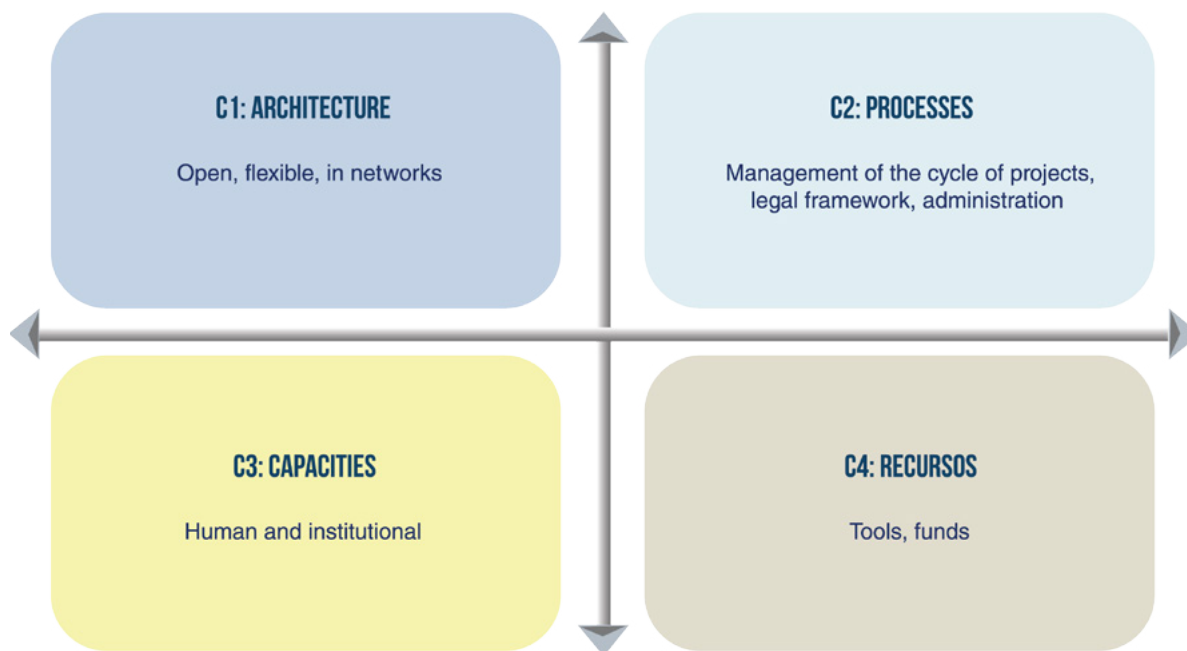 C1: ARCHITECTURE
Open, flexible, in networks
C2: PROCESSES
Management of the cycle of projects,
legal framework, administration
C3: CAPACITIES
Human and institutional
C4: RECURSOS
Tools, funds